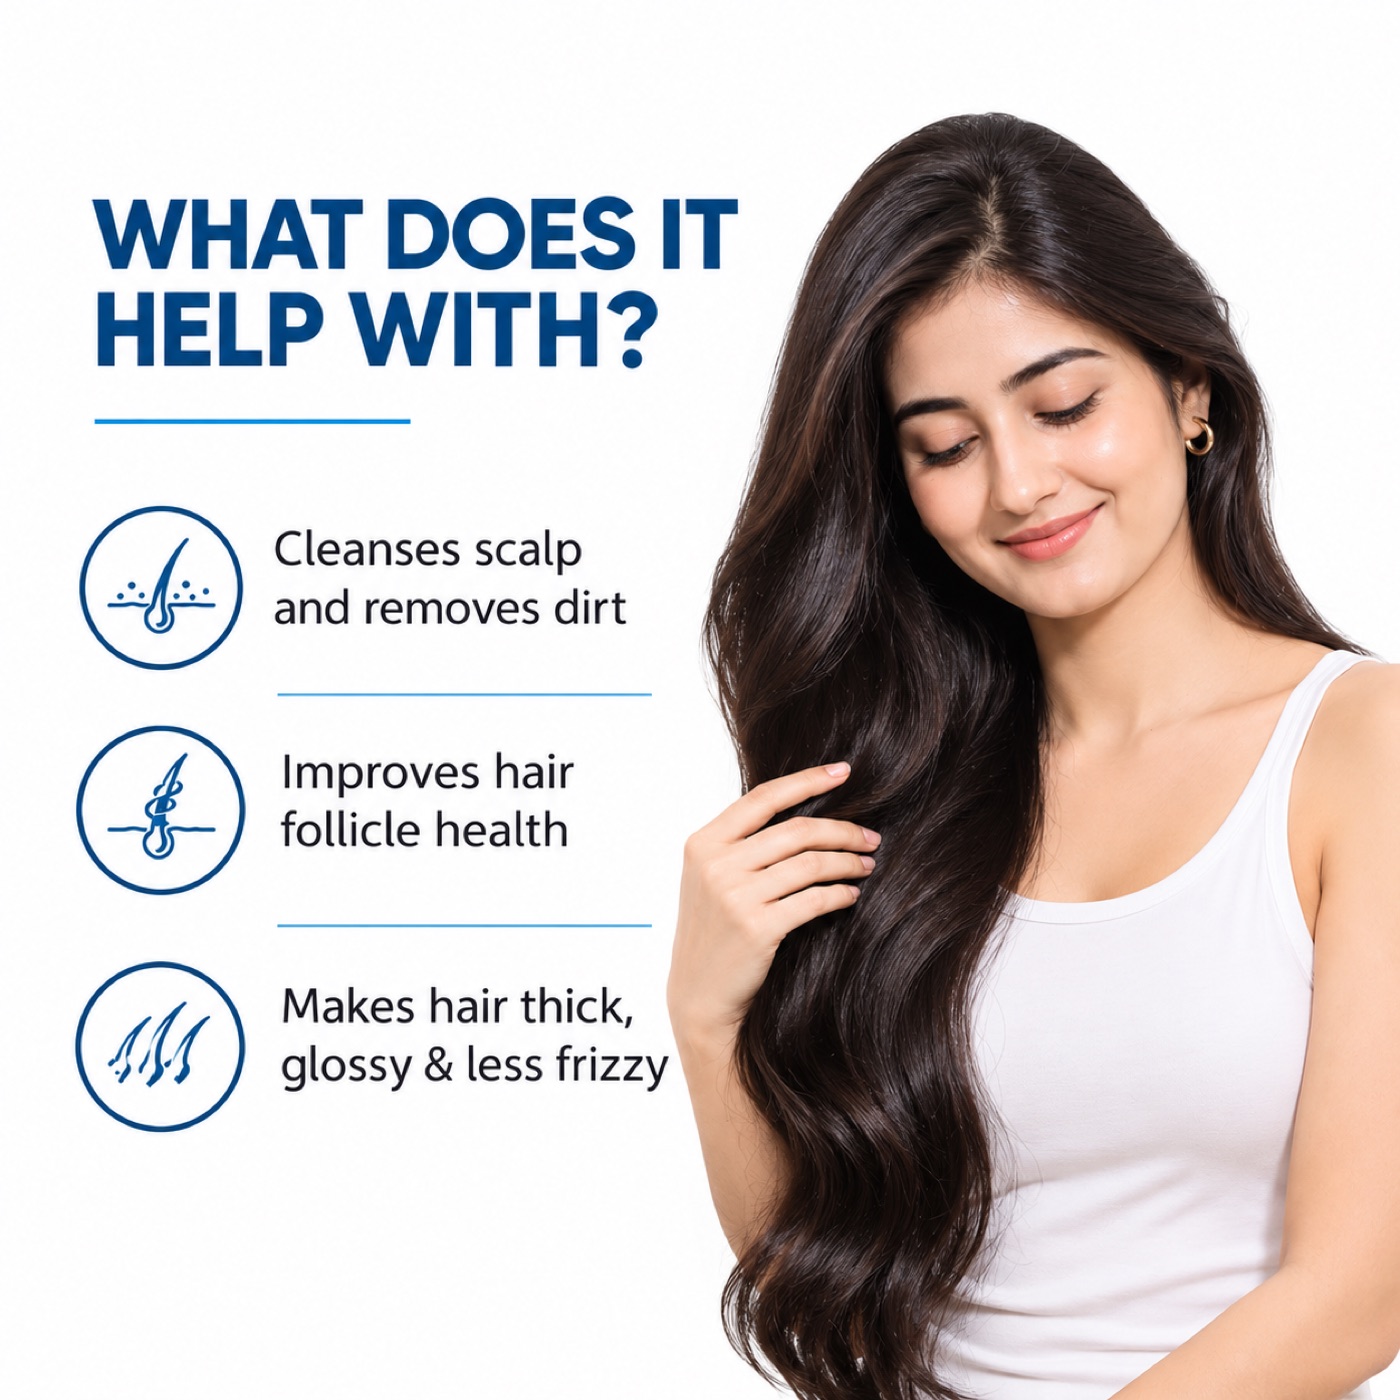 WHAT DOES IT
HELP WITH?
Cleanses scalp
and removes dirt
Improves hair
follicle health
Makes hair thick,
glossy & less frizzy